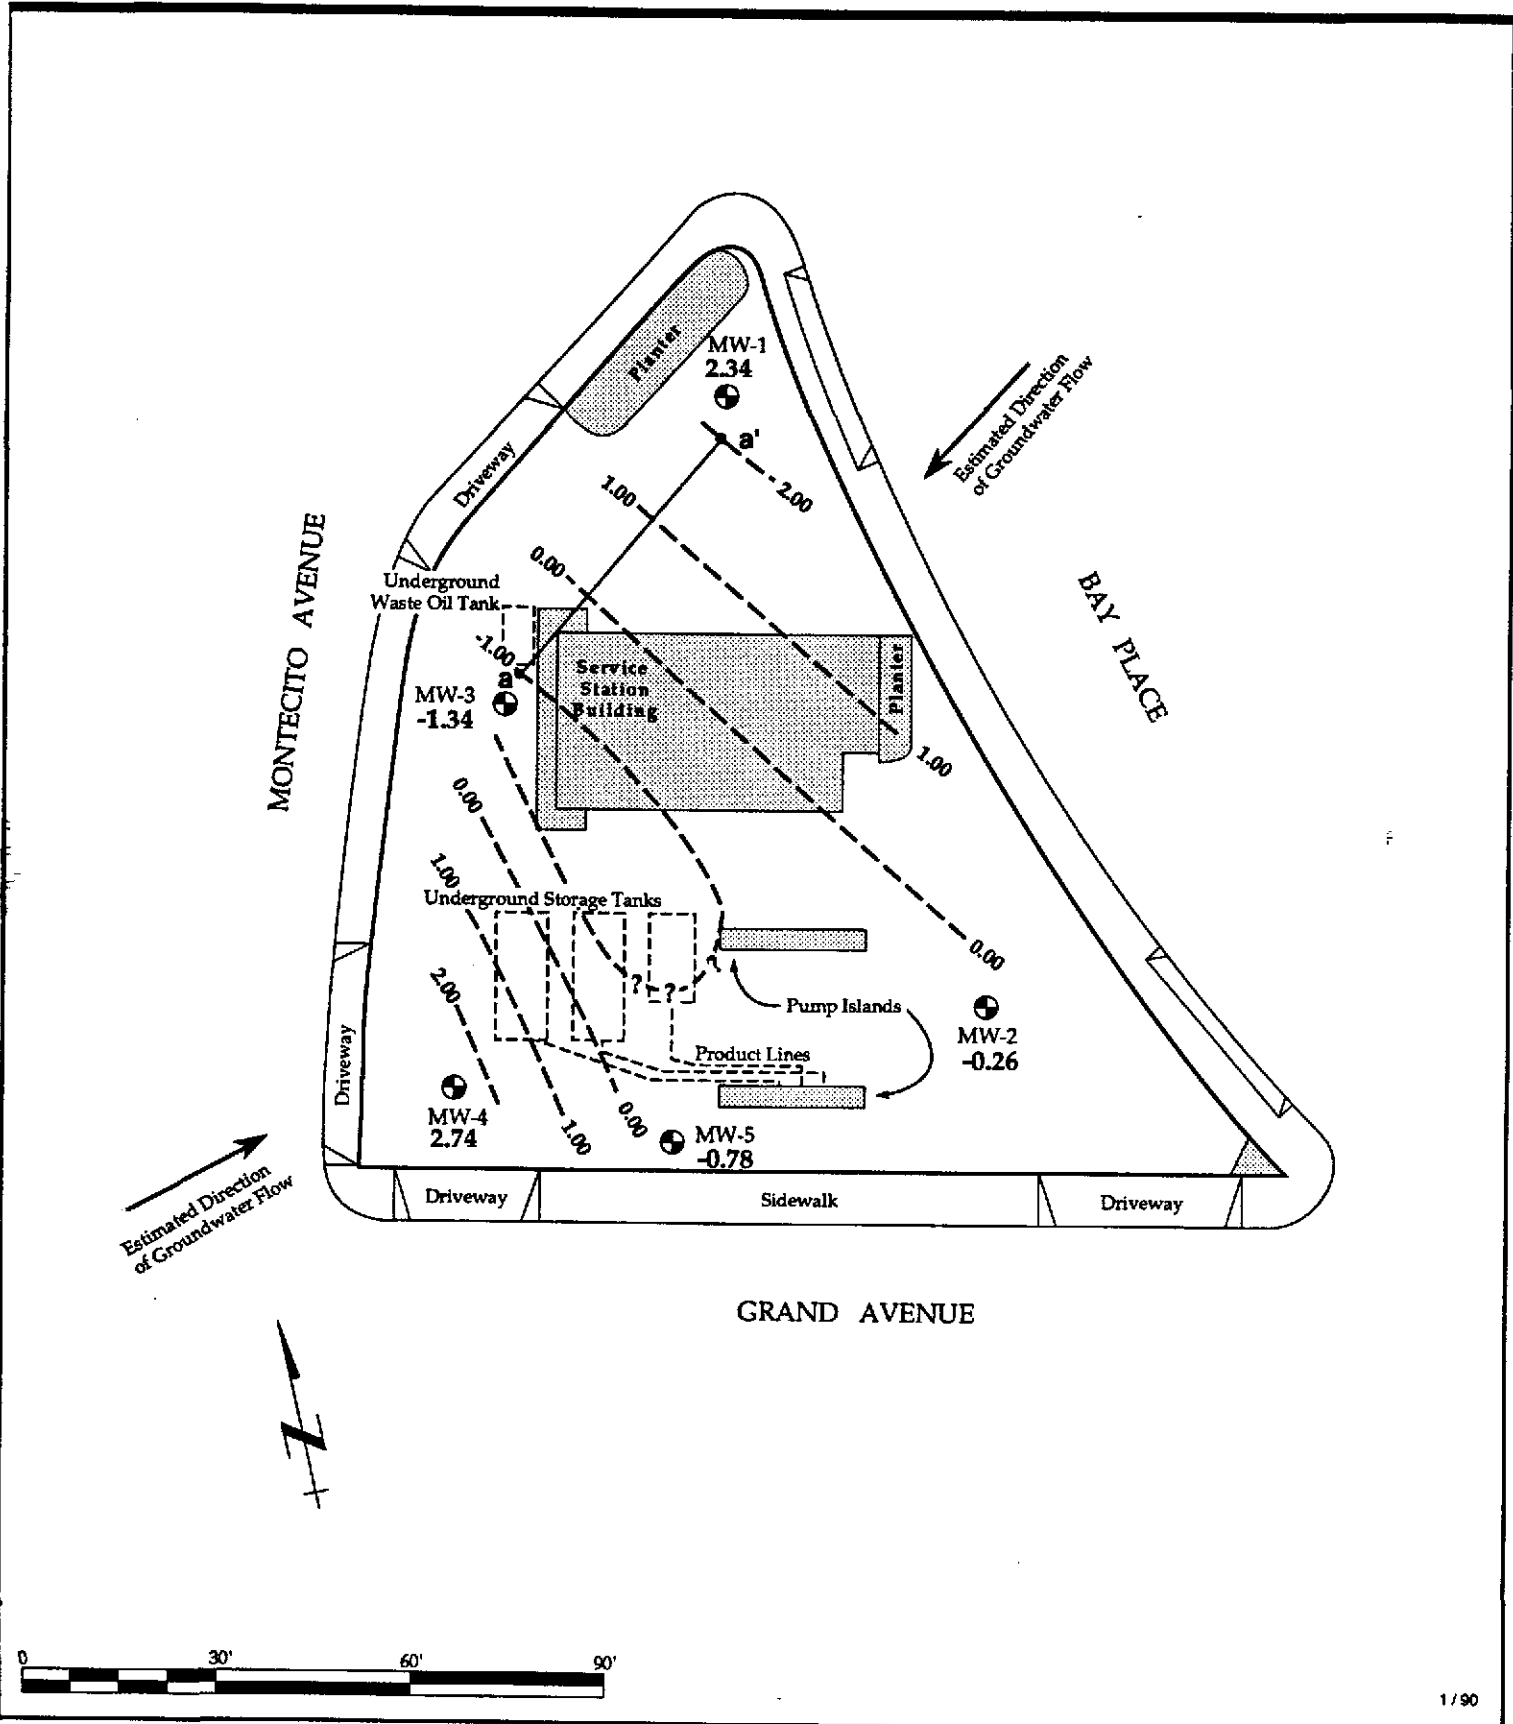 Planter
MW-1
2.34
a'
Estimated Direction
of Groundwater Flow
Driveway
1.00
2.00
0.00
MONTECITO AVENUE
Underground
Waste Oil Tank
BAY PLACE
-1.00
a
Service
Station
Building
Planter
MW-3
-1.34
1.00
0.00
1.00
Underground Storage Tanks
2.00
0.00
?
?
?
Pump Islands
MW-2
-0.26
Product Lines
Driveway
MW-4
2.74
1.00
0.00
MW-5
-0.78
Estimated Direction
of Groundwater Flow
Driveway
Sidewalk
Driveway
GRAND AVENUE
N
0 30' 60' 90'
1 / 90